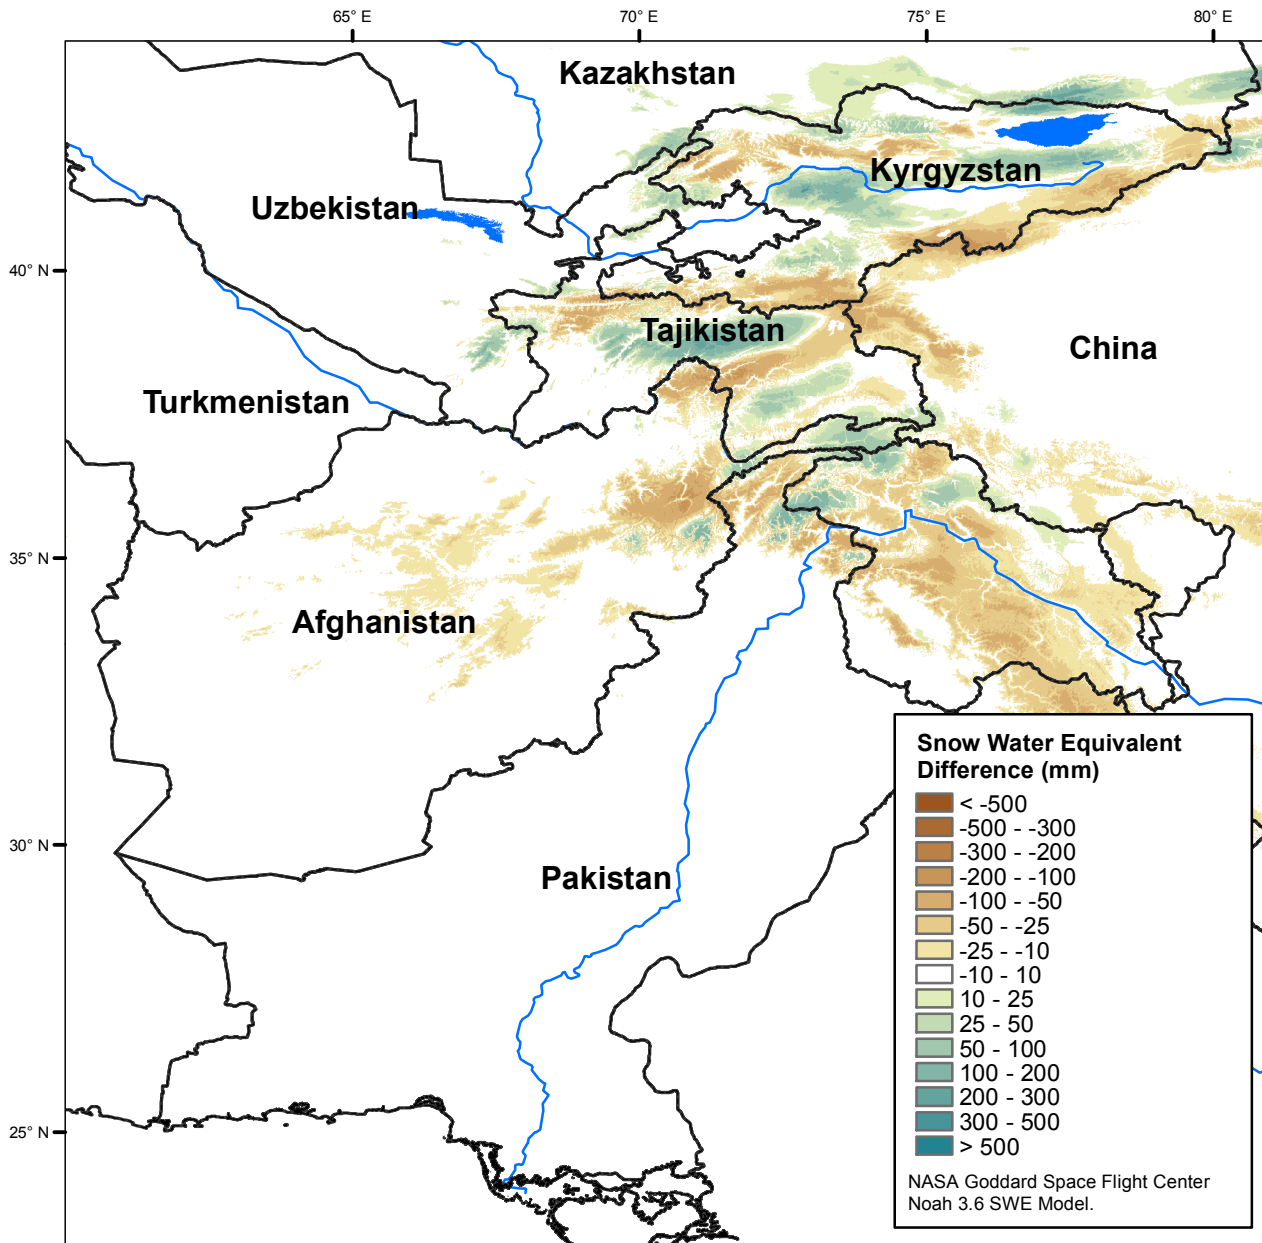 65° E
70° E
75° E
80° E
Kazakhstan
Kyrgyzstan
Uzbekistan
40° N
Tajikistan
China
Turkmenistan
35° N
Afghanistan
Snow Water Equivalent
Difference (mm)
< -500
-500 - -300
-300 - -200
-200 - -100
-100 - -50
-50 - -25
-25 - -10
-10 - 10
10 - 25
25 - 50
50 - 100
100 - 200
200 - 300
300 - 500
> 500
NASA Goddard Space Flight Center
Noah 3.6 SWE Model.
30° N
Pakistan
25° N